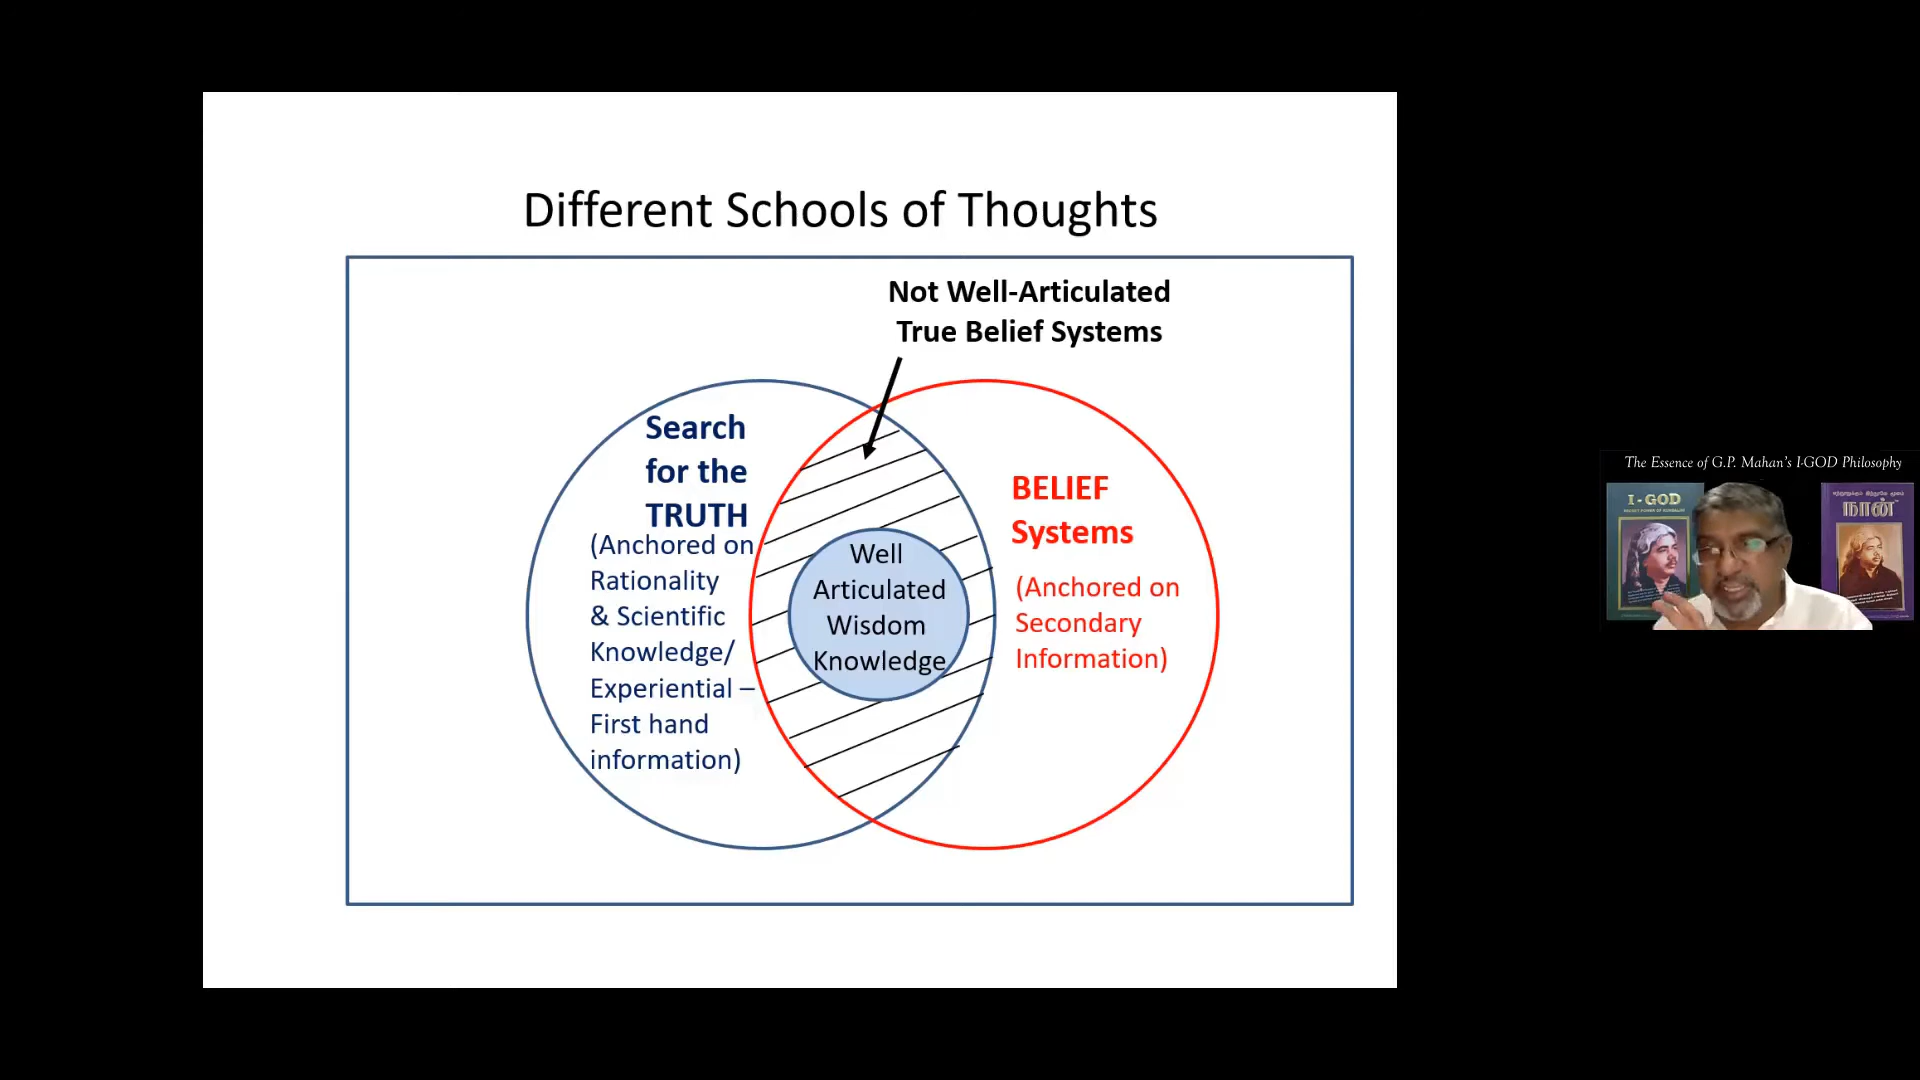 Different Schools of Thoughts
Not Well-Articulated
True Belief Systems
Search
for the
TRUTH
(Anchored on
Rationality
& Scientific
Knowledge/
Experiential –
First hand
information)
Well
Articulated
Wisdom
Knowledge
BELIEF
Systems
(Anchored on
Secondary
Information)
The Essence of G.P. Mahan's I-GOD Philosophy
I - GOD
நான்